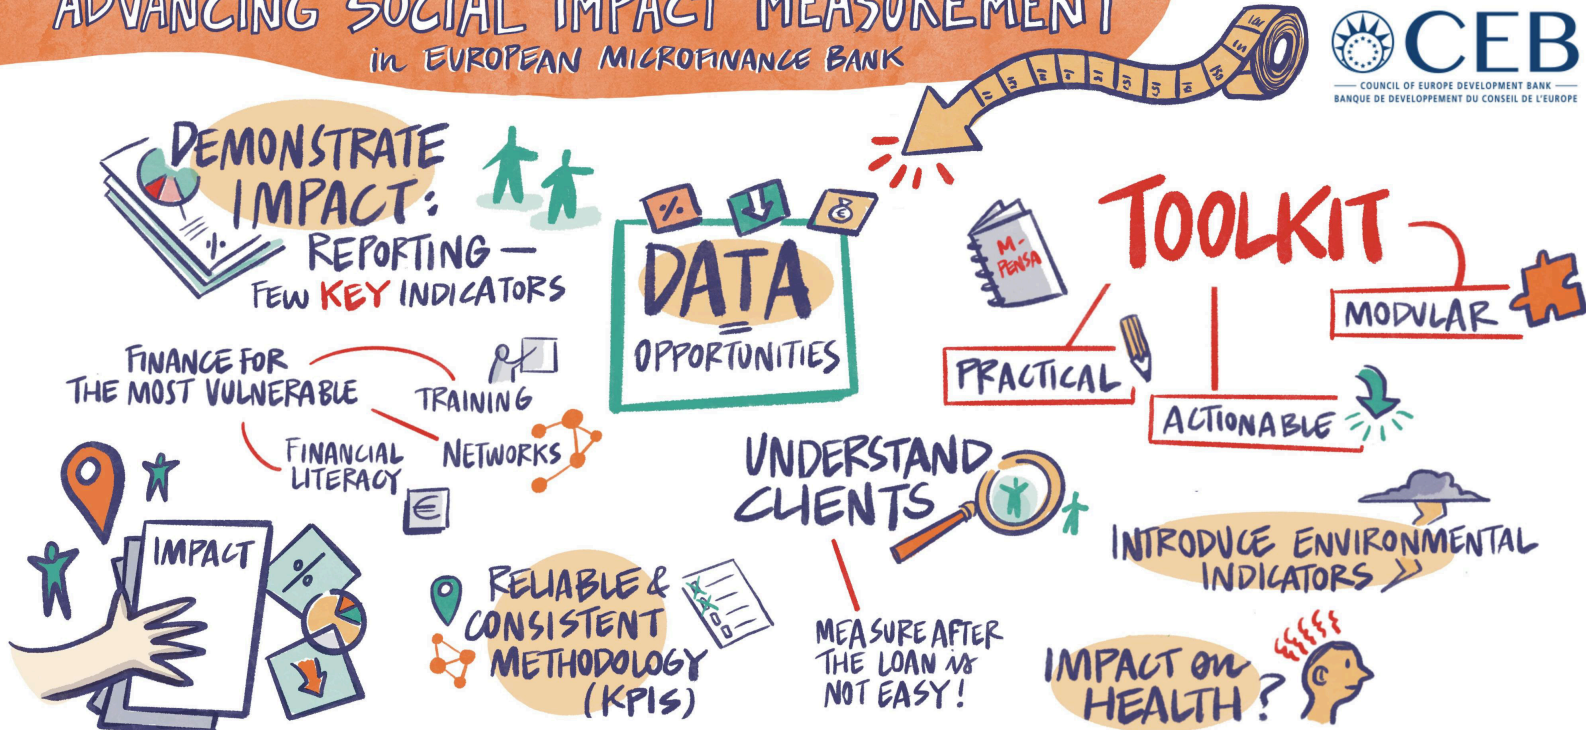 ADVANCING SOCIAL IMPACT MEASUREMENT
in EUROPEAN MICROFINANCE BANK
CEB
COUNCIL OF EUROPE DEVELOPMENT BANK
BANQUE DE DEVELOPPEMENT DU CONSEIL DE L'EUROPE
DEMONSTRATE
IMPACT:
REPORTING —
FEW KEY INDICATORS
%
FINANCE FOR
THE MOST VULNERABLE
TRAINING
NETWORKS
FINANCIAL
LITERACY
€
IMPACT
%
%
€
DATA
=
OPPORTUNITIES
RELIABLE &
CONSISTENT
METHODOLOGY
(KPIS)
UNDERSTAND
CLIENTS
MEASURE AFTER
THE LOAN is
NOT EASY!
M-
PENSA
TOOLKIT
PRACTICAL
ACTIONABLE
MODULAR
INTRODUCE ENVIRONMENTAL
INDICATORS
IMPACT on
HEALTH?